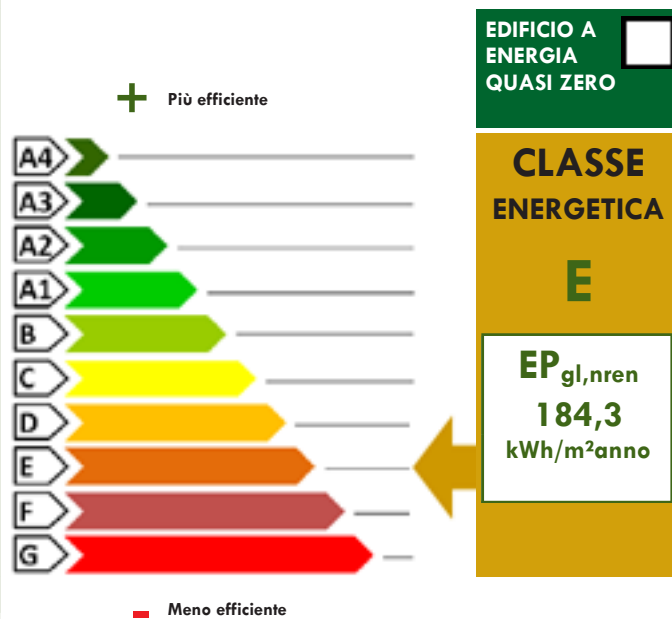 EDIFICIO A
ENERGIA
QUASI ZERO
+ Più efficiente
A4
A3
A2
A1
B
C
D
E
F
G
- Meno efficiente
CLASSE
ENERGETICA
E
EPgl,nren
184,3
kWh/m²anno